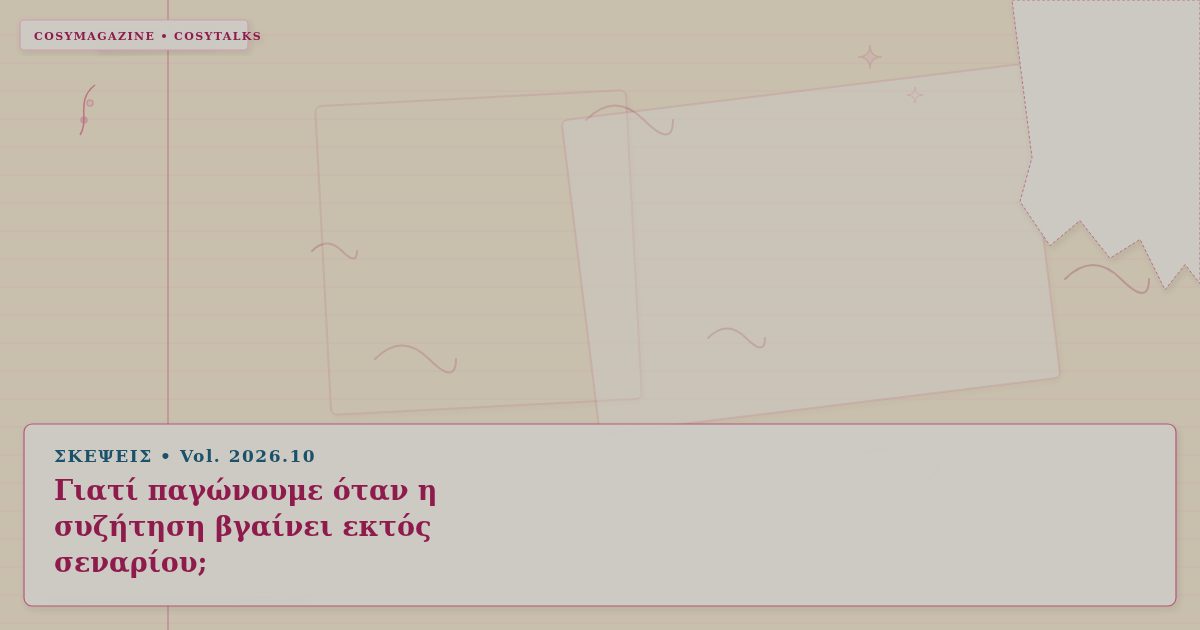 COSYMAGAZINE • COSYTALKS
ΣΚΕΨΕΙΣ • Vol. 2026.10
Γιατί παγώνουμε όταν η
συζήτηση βγαίνει εκτός
σεναρίου;